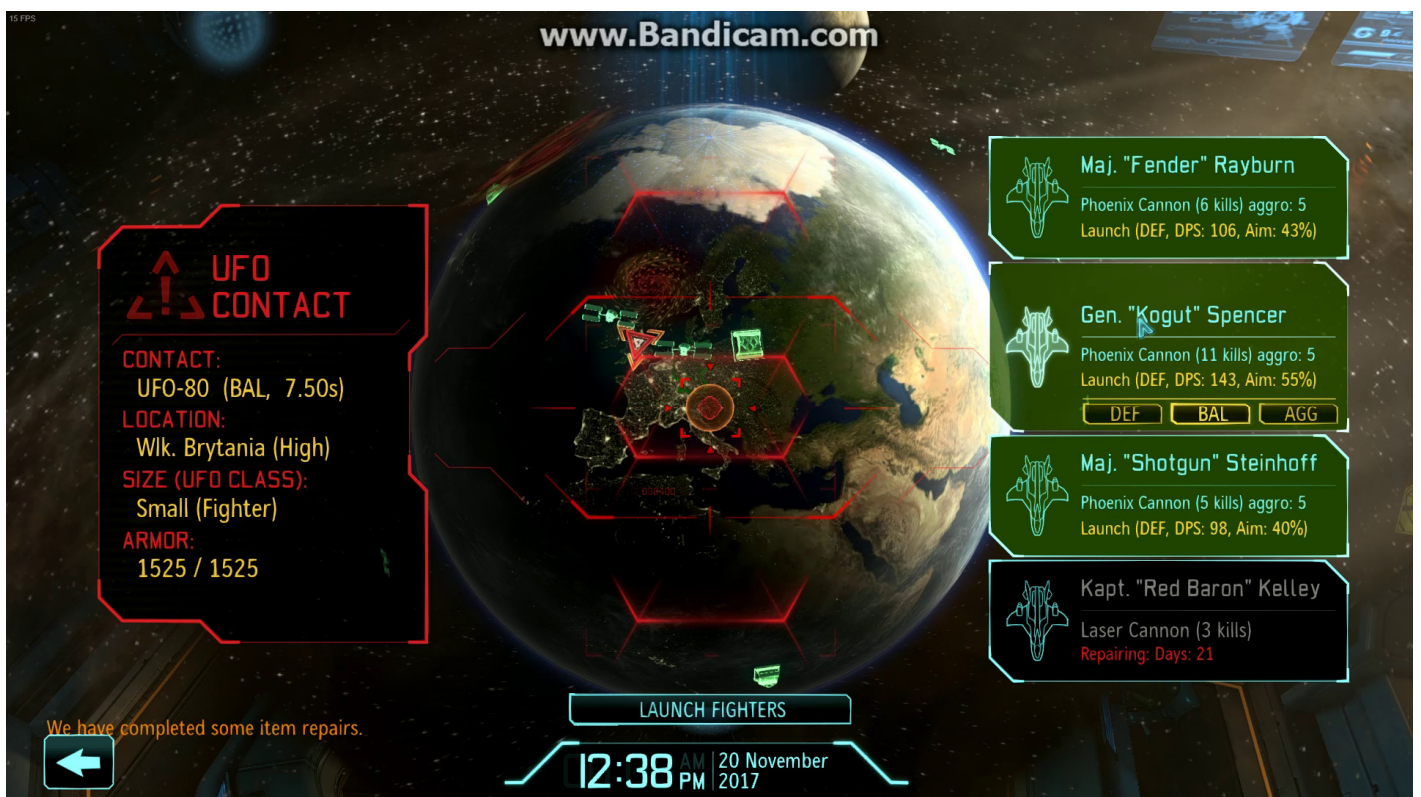 15 FPS
www.Bandicam.com
UFO
CONTACT
CONTACT:
UFO-80 (BAL, 7.50s)
LOCATION:
Wlk. Brytania (High)
SIZE (UFO CLASS):
Small (Fighter)
ARMOR:
1525 / 1525
Maj. "Fender" Rayburn
Phoenix Cannon (6 kills) aggro: 5
Launch (DEF, DPS: 106, Aim: 43%)
Gen. "Kogut" Spencer
Phoenix Cannon (11 kills) aggro: 5
Launch (DEF, DPS: 143, Aim: 55%)
DEF BAL AGG
Maj. "Shotgun" Steinhoff
Phoenix Cannon (5 kills) aggro: 5
Launch (DEF, DPS: 98, Aim: 40%)
Kapt. "Red Baron" Kelley
Laser Cannon (3 kills)
Repairing: Days: 21
LAUNCH FIGHTERS
We have completed some item repairs.
12:38 AM PM 20 November
2017